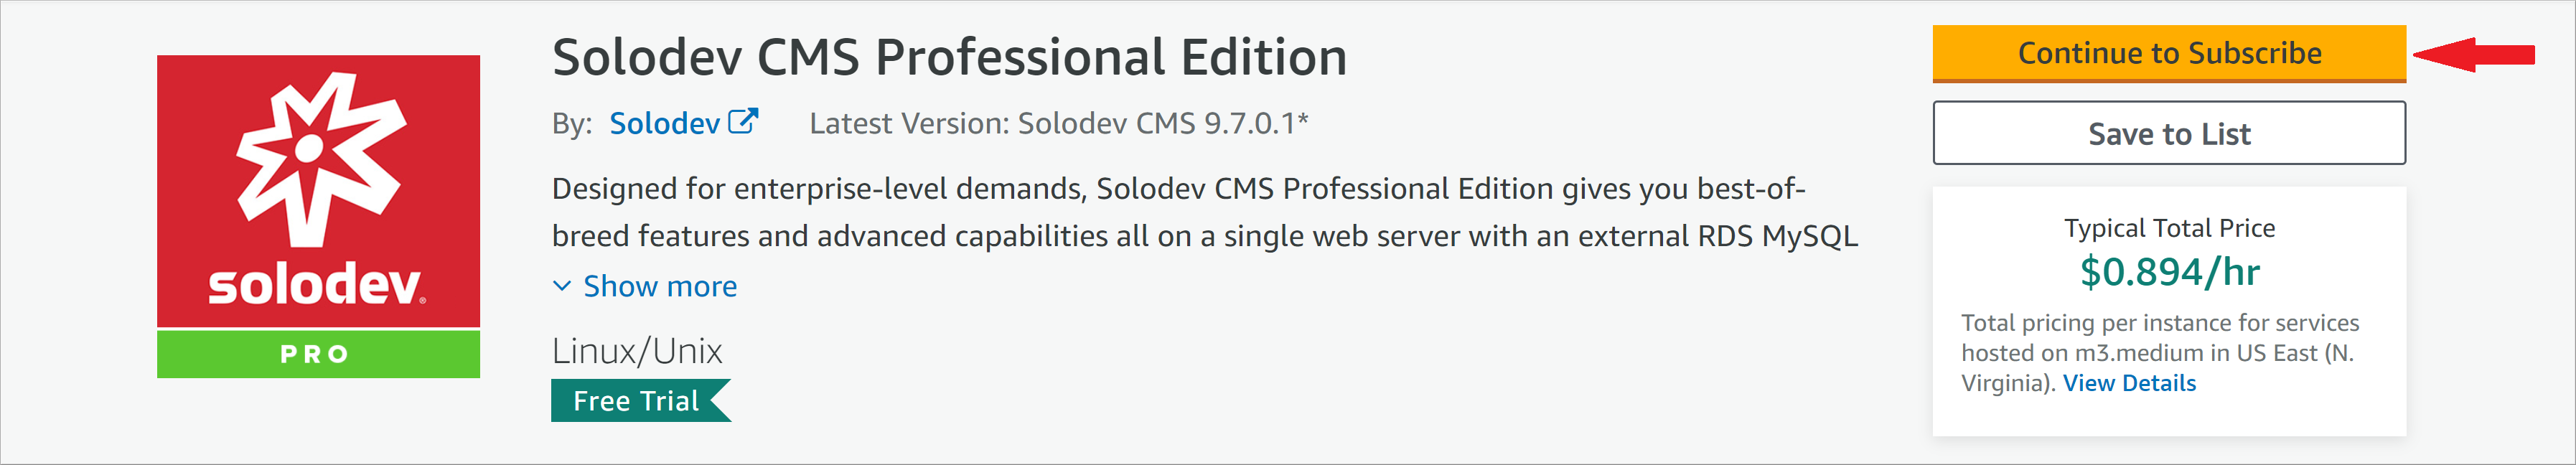 solodev
PRO
Solodev CMS Professional Edition
By: Solodev Latest Version: Solodev CMS 9.7.0.1*
Designed for enterprise-level demands, Solodev CMS Professional Edition gives you best-of-
breed features and advanced capabilities all on a single web server with an external RDS MySQL
Show more
Linux/Unix
Free Trial
Continue to Subscribe
Save to List
Typical Total Price
$0.894/hr
Total pricing per instance for services
hosted on m3.medium in US East (N.
Virginia). View Details